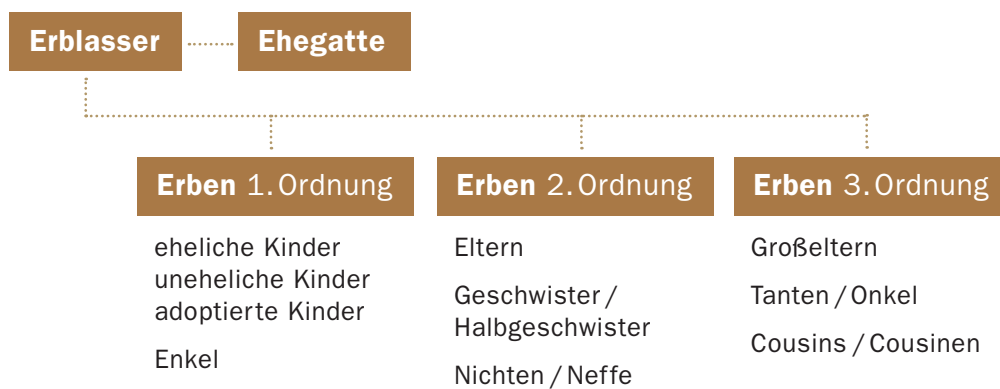 Erblasser
Ehegatte
Erben 1. Ordnung
eheliche Kinder
uneheliche Kinder
adoptierte Kinder
Enkel
Erben 2. Ordnung
Eltern
Geschwister /
Halbgeschwister
Nichten / Neffe
Erben 3. Ordnung
Großeltern
Tanten / Onkel
Cousins / Cousinen